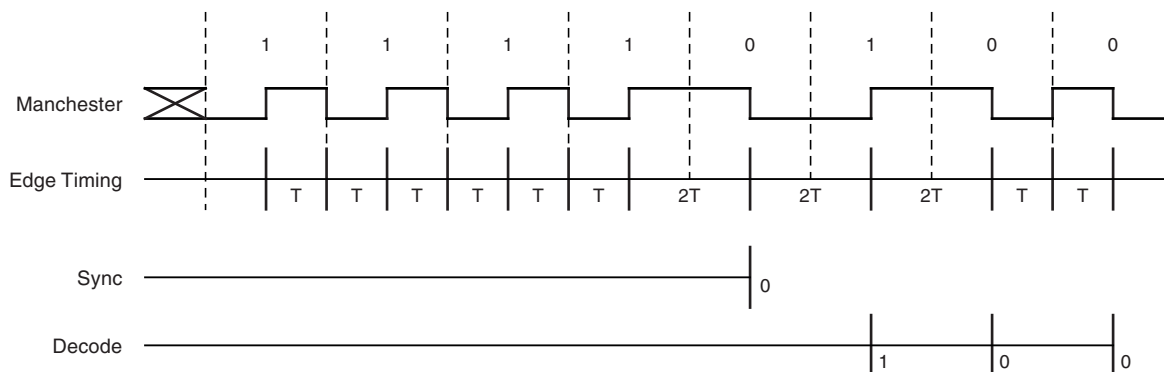 1 1 1 1 0 1 0 0
Manchester
Edge Timing
T T T T T T 2T 2T 2T T T
Sync
0
Decode
1 0 0